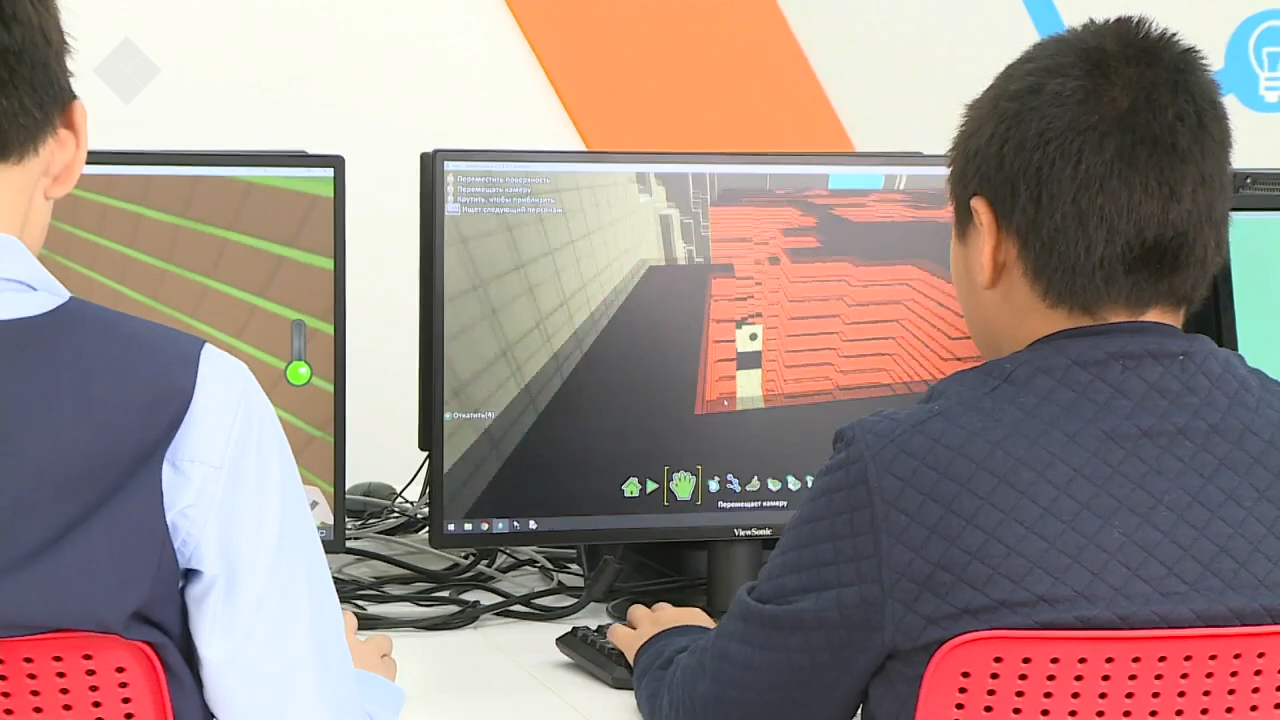 Переместить поверхность
Перемещать камеру
Крутить, чтобы приблизить
Ищет следующий персонаж
Откатить(4)
Перемещает камеру
ViewSonic